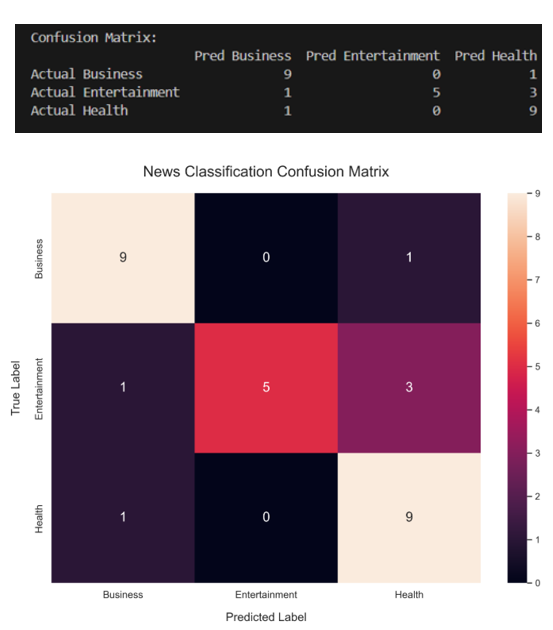 Confusion Matrix:
Pred Business Pred Entertainment Pred Health
Actual Business 9 0 1
Actual Entertainment 1 5 3
Actual Health 1 0 9
News Classification Confusion Matrix
9 0 1
1 5 3
1 0 9
Business
Entertainment
Health
True Label
Business Entertainment Health
Predicted Label
9
8
7
6
5
4
3
2
1
0